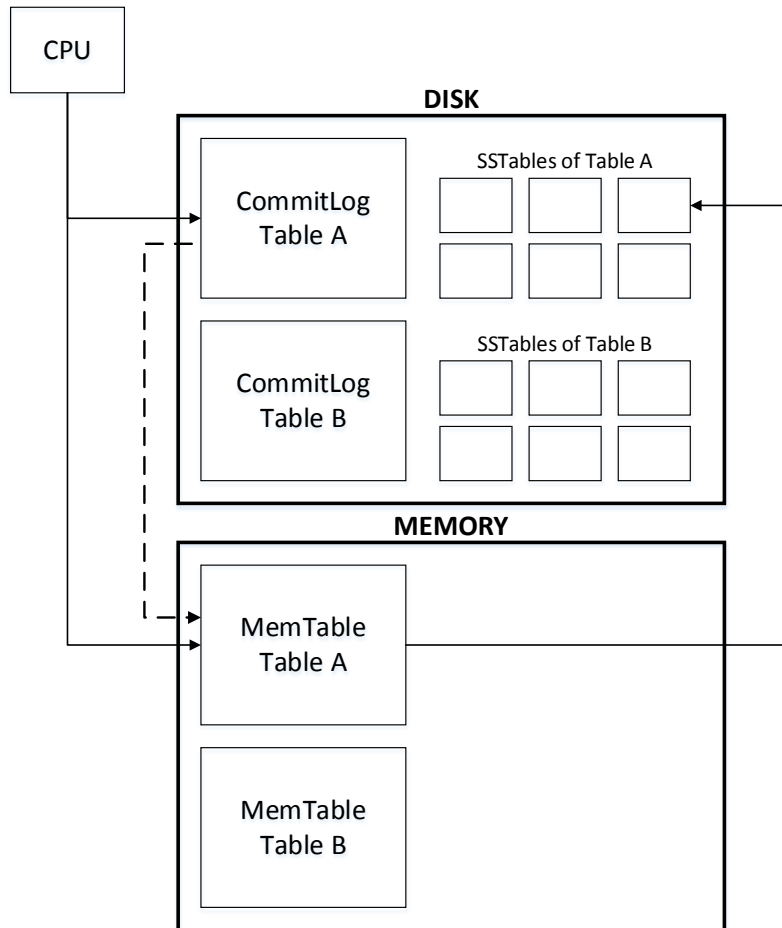 CPU
DISK
CommitLog
Table A
SSTables of Table A
CommitLog
Table B
SSTables of Table B
MEMORY
MemTable
Table A
MemTable
Table B